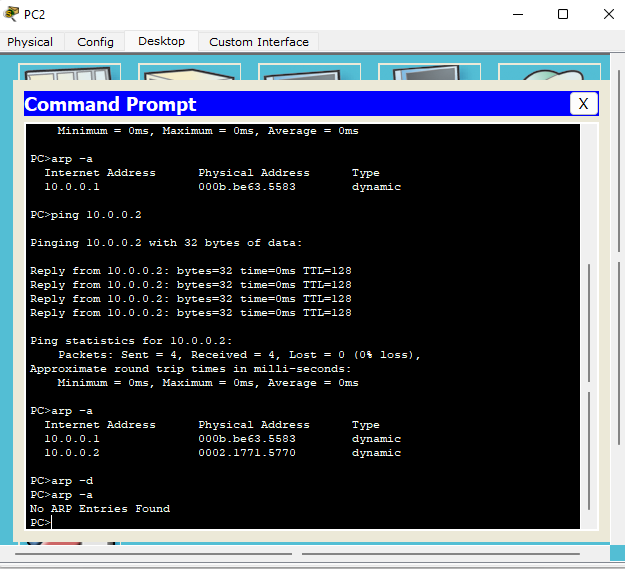 PC2
Physical Config Desktop Custom Interface
Command Prompt X
Minimum = 0ms, Maximum = 0ms, Average = 0ms
PC>arp -a
Internet Address Physical Address Type
10.0.0.1 000b.be63.5583 dynamic
PC>ping 10.0.0.2
Pinging 10.0.0.2 with 32 bytes of data:
Reply from 10.0.0.2: bytes=32 time=0ms TTL=128
Reply from 10.0.0.2: bytes=32 time=0ms TTL=128
Reply from 10.0.0.2: bytes=32 time=0ms TTL=128
Reply from 10.0.0.2: bytes=32 time=0ms TTL=128
Ping statistics for 10.0.0.2:
Packets: Sent = 4, Received = 4, Lost = 0 (0% loss),
Approximate round trip times in milli-seconds:
Minimum = 0ms, Maximum = 0ms, Average = 0ms
PC>arp -a
Internet Address Physical Address Type
10.0.0.1 000b.be63.5583 dynamic
10.0.0.2 0002.1771.5770 dynamic
PC>arp -d
PC>arp -a
No ARP Entries Found
PC>